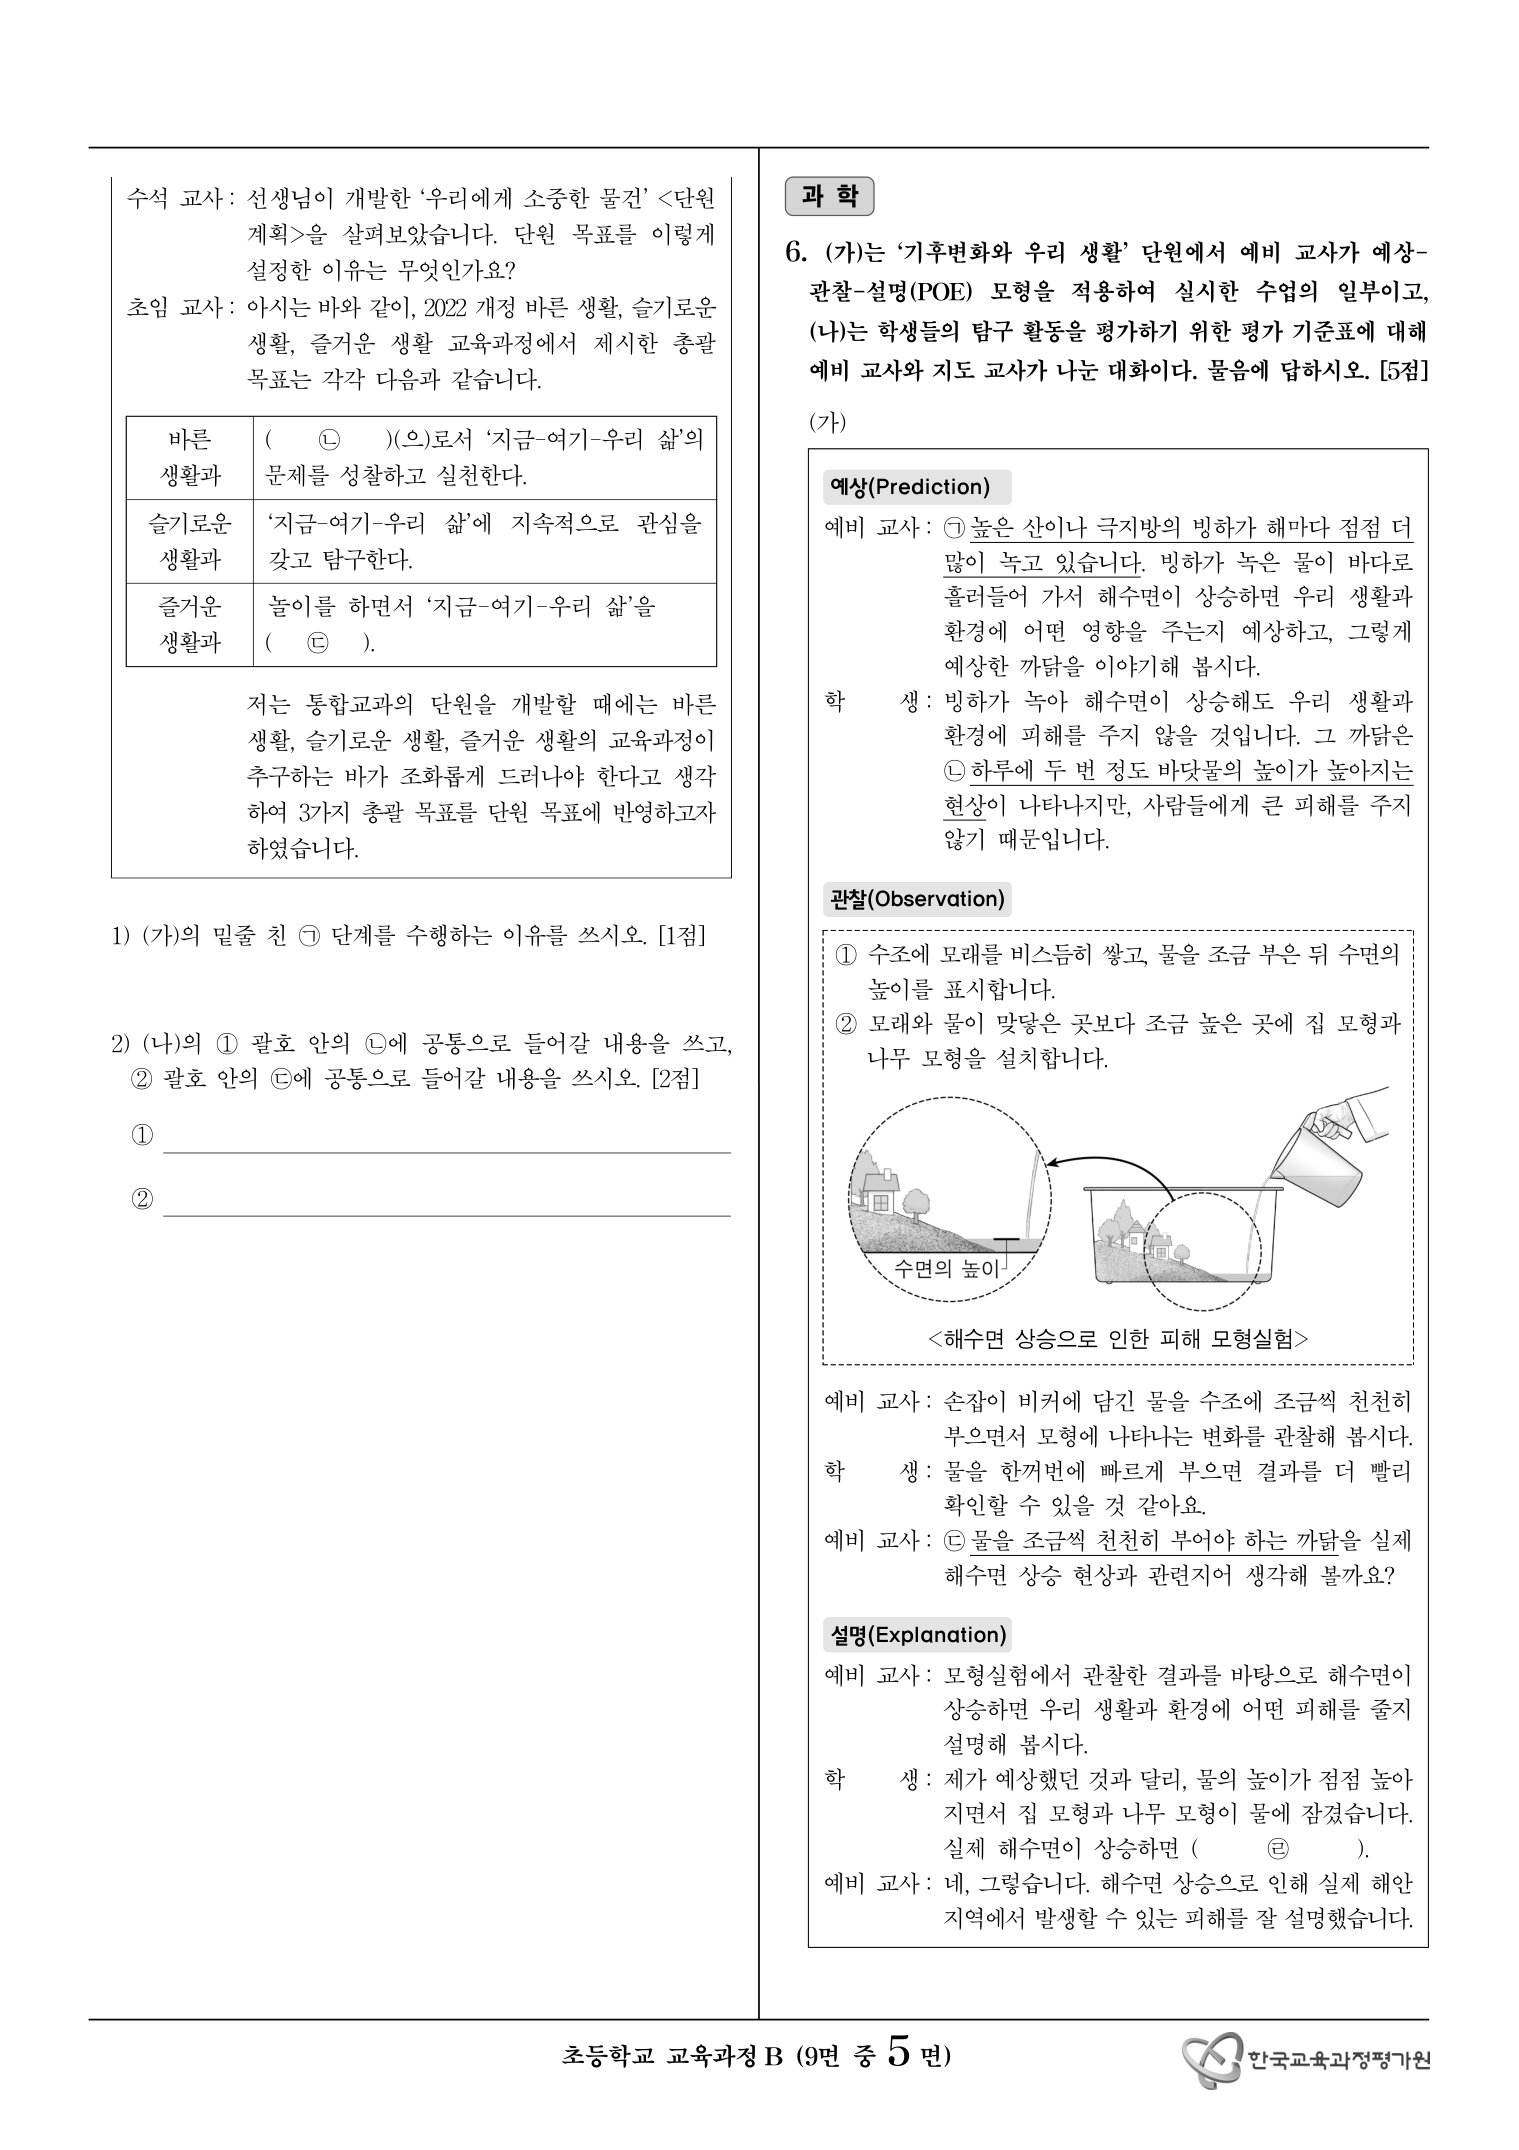 수석 교사 : 선생님이 개발한 ‘우리에게 소중한 물건’ <단원
계획>을 살펴보았습니다. 단원 목표를 이렇게
설정한 이유는 무엇인가요?
초임 교사 : 아시는 바와 같이, 2022 개정 바른 생활, 슬기로운
생활, 즐거운 생활 교육과정에서 제시한 총괄
목표는 각각 다음과 같습니다.
바른 생활과
( ㉡ )(으)로서 ‘지금-여기-우리 삶’의
문제를 성찰하고 실천한다.
슬기로운 생활과
‘지금-여기-우리 삶’에 지속적으로 관심을
갖고 탐구한다.
즐거운 생활과
놀이를 하면서 ‘지금-여기-우리 삶’을
( ㉢ ).
저는 통합교과의 단원을 개발할 때에는 바른
생활, 슬기로운 생활, 즐거운 생활의 교육과정이
추구하는 바가 조화롭게 드러나야 한다고 생각
하여 3가지 총괄 목표를 단원 목표에 반영하고자
하였습니다.
1) (가)의 밑줄 친 ㉠ 단계를 수행하는 이유를 쓰시오. [1점]
2) (나)의 ① 괄호 안의 ㉡에 공통으로 들어갈 내용을 쓰고,
② 괄호 안의 ㉢에 공통으로 들어갈 내용을 쓰시오. [2점]
①
②
과 학
6. (가)는 ‘기후변화와 우리 생활’ 단원에서 예비 교사가 예상-
관찰-설명(POE) 모형을 적용하여 실시한 수업의 일부이고,
(나)는 학생들의 탐구 활동을 평가하기 위한 평가 기준표에 대해
예비 교사와 지도 교사가 나눈 대화이다. 물음에 답하시오. [5점]
(가)
예상(Prediction)
예비 교사 : ㉠ 높은 산이나 극지방의 빙하가 해마다 점점 더
많이 녹고 있습니다. 빙하가 녹은 물이 바다로
흘러들어 가서 해수면이 상승하면 우리 생활과
환경에 어떤 영향을 주는지 예상하고, 그렇게
예상한 까닭을 이야기해 봅시다.
학 생 : 빙하가 녹아 해수면이 상승해도 우리 생활과
환경에 피해를 주지 않을 것입니다. 그 까닭은
㉡ 하루에 두 번 정도 바닷물의 높이가 높아지는
현상이 나타나지만, 사람들에게 큰 피해를 주지
않기 때문입니다.
관찰(Observation)
① 수조에 모래를 비스듬히 쌓고, 물을 조금 부은 뒤 수면의
높이를 표시합니다.
② 모래와 물이 맞닿은 곳보다 조금 높은 곳에 집 모형과
나무 모형을 설치합니다.
수면의 높이
<해수면 상승으로 인한 피해 모형실험>
예비 교사 : 손잡이 비커에 담긴 물을 수조에 조금씩 천천히
부으면서 모형에 나타나는 변화를 관찰해 봅시다.
학 생 : 물을 한꺼번에 빠르게 부으면 결과를 더 빨리
확인할 수 있을 것 같아요.
예비 교사 : ㉢ 물을 조금씩 천천히 부어야 하는 까닭을 실제
해수면 상승 현상과 관련지어 생각해 볼까요?
설명(Explanation)
예비 교사 : 모형실험에서 관찰한 결과를 바탕으로 해수면이
상승하면 우리 생활과 환경에 어떤 피해를 줄지
설명해 봅시다.
학 생 : 제가 예상했던 것과 달리, 물의 높이가 점점 높아
지면서 집 모형과 나무 모형이 물에 잠겼습니다.
실제 해수면이 상승하면 ( ㉣ ).
예비 교사 : 네, 그렇습니다. 해수면 상승으로 인해 실제 해안
지역에서 발생할 수 있는 피해를 잘 설명했습니다.
초등학교 교육과정 B (9면 중 5 면)
한국교육과정평가원